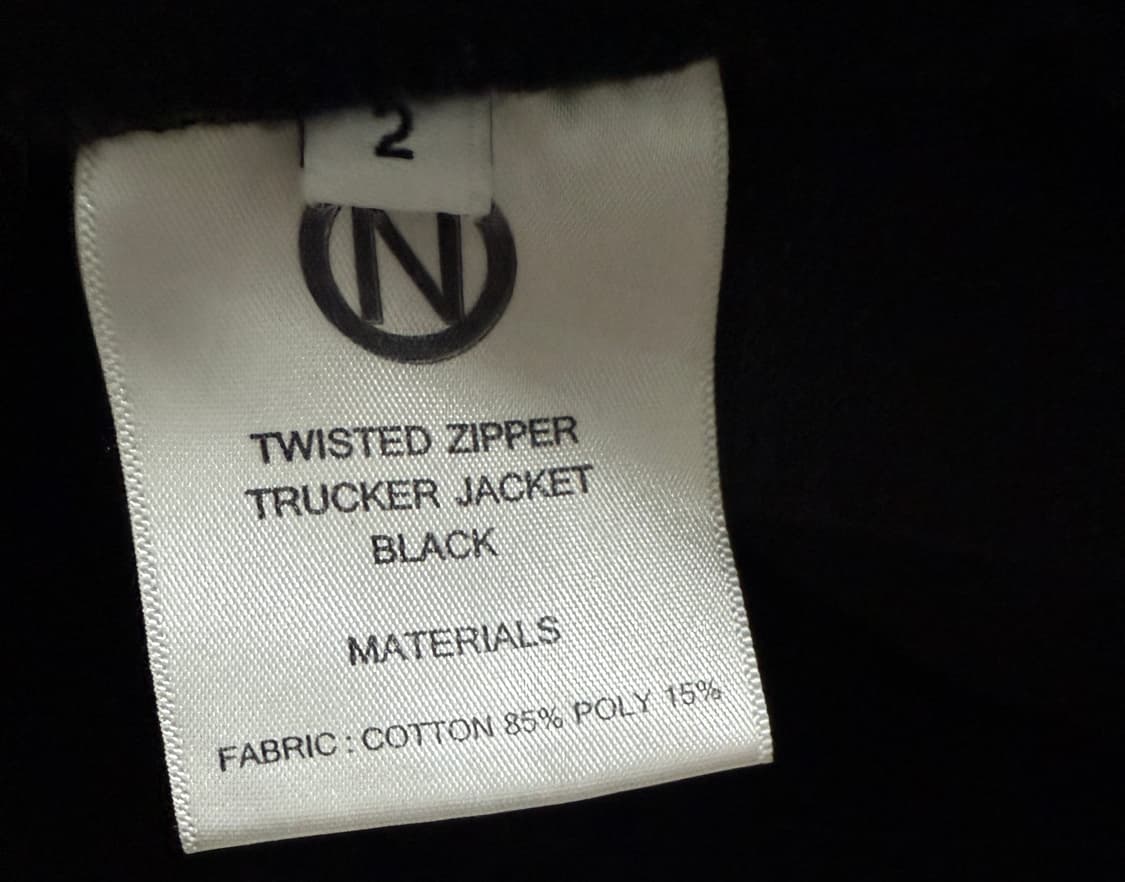 2
N
TWISTED ZIPPER
TRUCKER JACKET
BLACK
MATERIALS
FABRIC : COTTON 85% POLY 15%